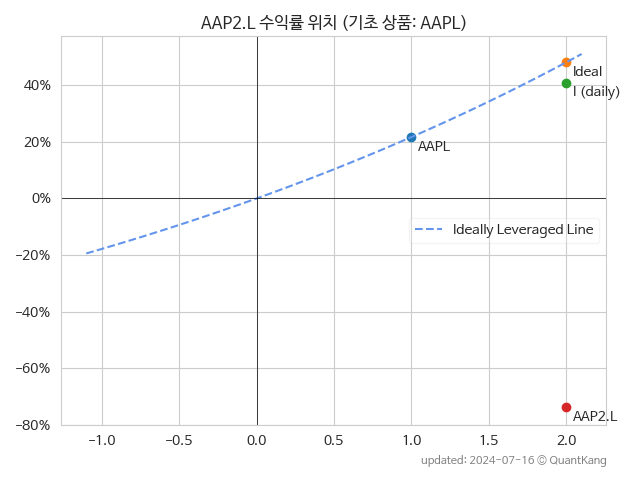 AAP2.L 수익률 위치 (기초 상품: AAPL)
40%
20%
0%
−20%
−40%
−60%
−80%
Ideal
I (daily)
AAPL
Ideally Leveraged Line
AAP2.L
−1.0 −0.5 0.0 0.5 1.0 1.5 2.0
updated: 2024-07-16 © QuantKang